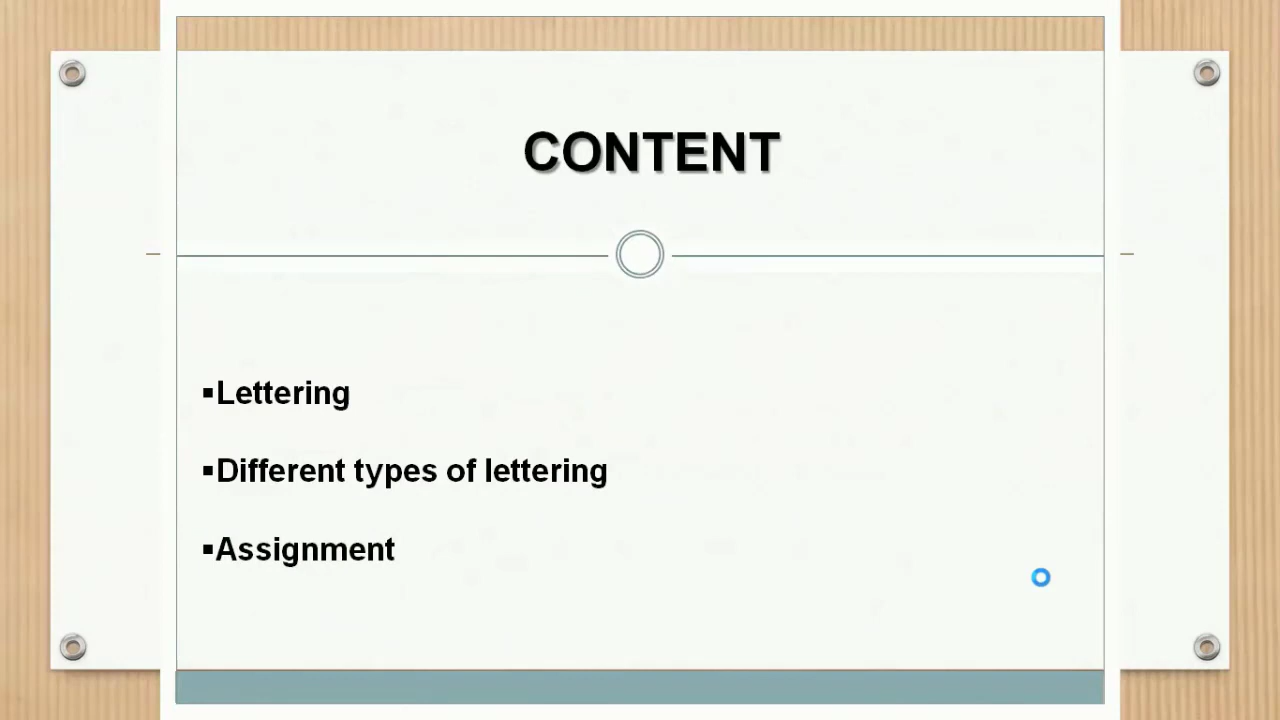 CONTENT
▪Lettering
▪Different types of lettering
▪Assignment